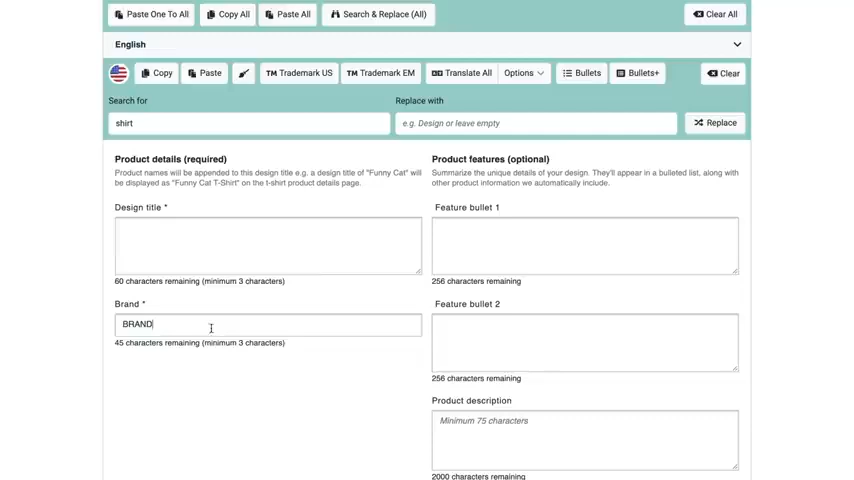 Paste One To All Copy All Paste All Search & Replace (All) Clear All
English
Copy Paste TM Trademark US TM Trademark EM Translate All Options Bullets Bullets+ Clear
Search for Replace with
shirt e.g. Design or leave empty Replace
Product details (required)
Product names will be appended to this design title e.g. a design title of "Funny Cat" will
be displayed as "Funny Cat T-Shirt" on the t-shirt product details page.
Design title *
60 characters remaining (minimum 3 characters)
Brand *
BRAND
45 characters remaining (minimum 3 characters)
Product features (optional)
Summarize the unique details of your design. They'll appear in a bulleted list, along with
other product information we automatically include.
Feature bullet 1
256 characters remaining
Feature bullet 2
256 characters remaining
Product description
Minimum 75 characters
2000 characters remaining